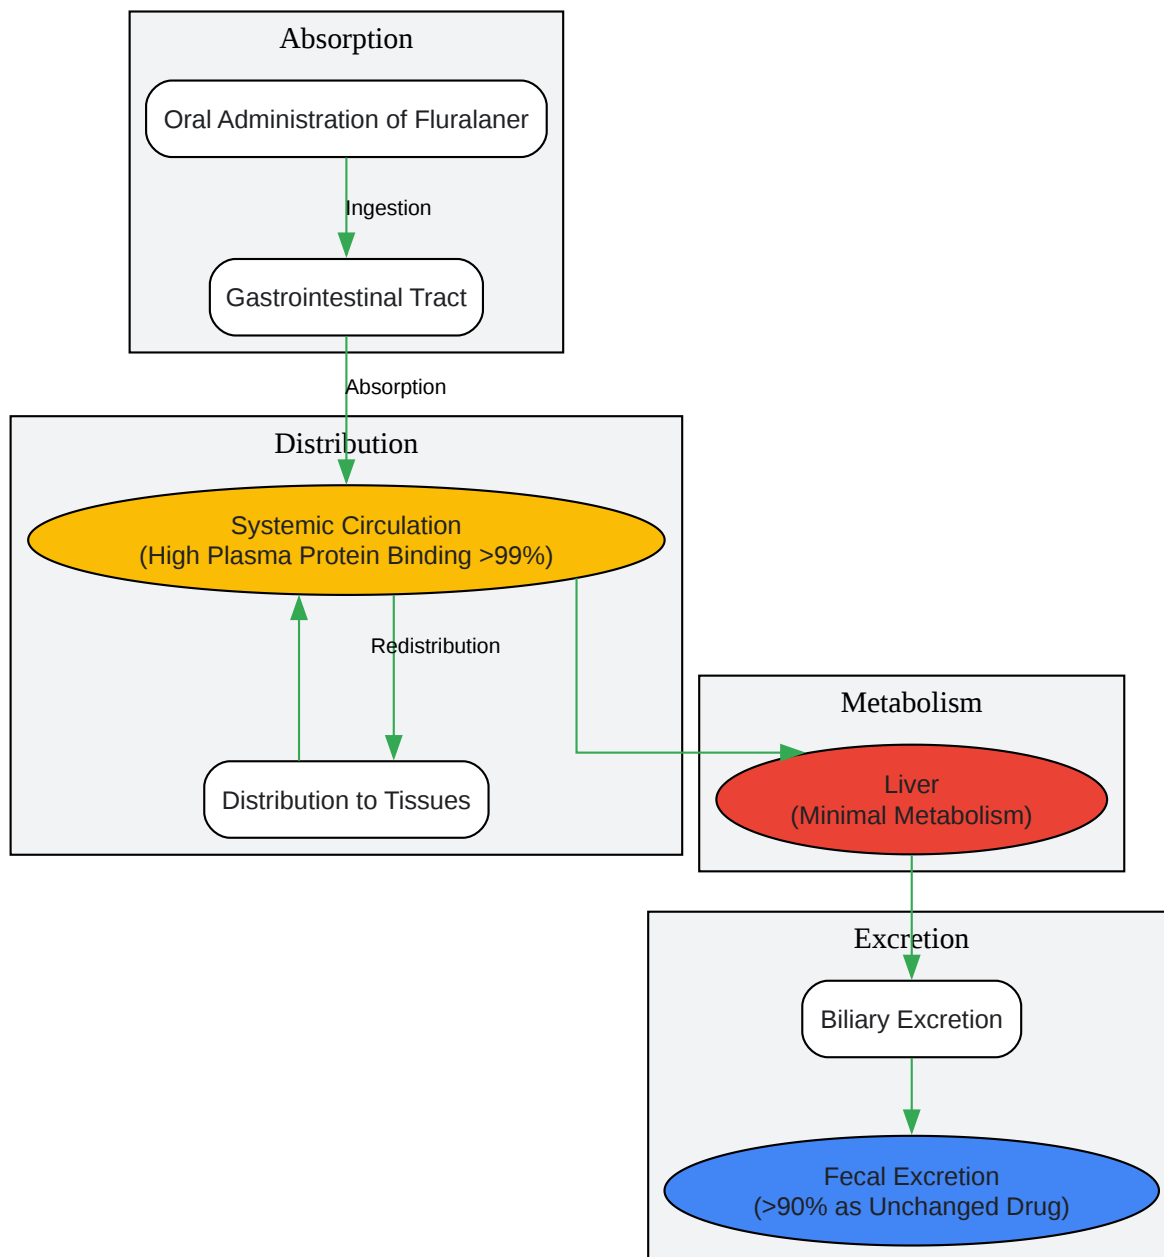 Absorption
Oral Administration of Fluralaner
Ingestion
Gastrointestinal Tract
Absorption
Distribution
Systemic Circulation
(High Plasma Protein Binding >99%)
Redistribution
Distribution to Tissues
Metabolism
Liver
(Minimal Metabolism)
Excretion
Biliary Excretion
Fecal Excretion
(>90% as Unchanged Drug)